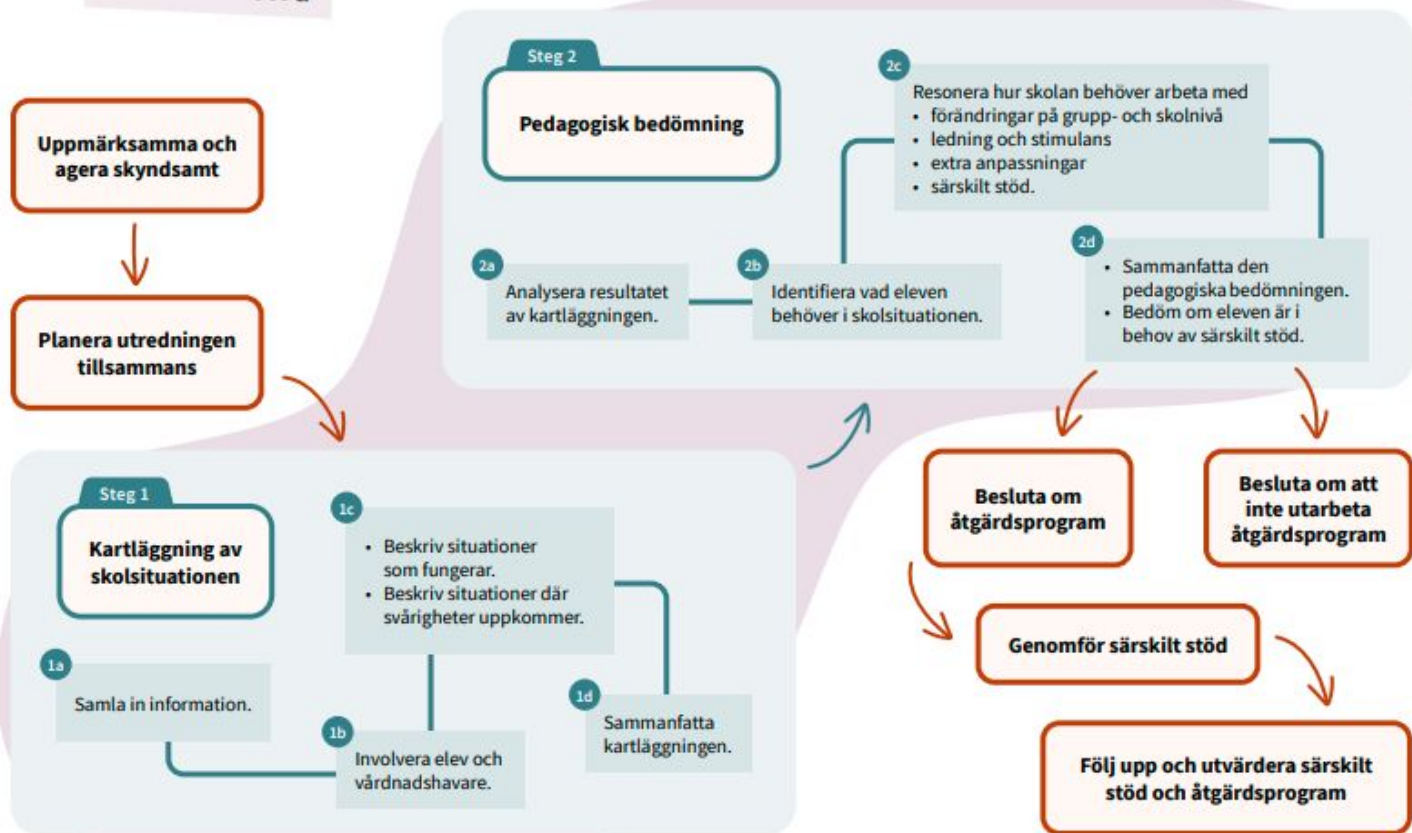 Uppmärksamma och
agera skyndsamt
Planera utredningen
tillsammans
Steg 1
Kartläggning av
skolsituationen
1a
Samla in information.
1b
Involvera elev och
vårdnadshavare.
1c
• Beskriv situationer
som fungerar.
• Beskriv situationer där
svårigheter uppkommer.
1d
Sammanfatta
kartläggningen.
Steg 2
Pedagogisk bedömning
2a
Analysera resultatet
av kartläggningen.
2b
Identifiera vad eleven
behöver i skolsituationen.
2c
Resonera hur skolan behöver arbeta med
• förändringar på grupp- och skolnivå
• ledning och stimulans
• extra anpassningar
• särskilt stöd.
2d
• Sammanfatta den
pedagogiska bedömningen.
• Bedöm om eleven är i
behov av särskilt stöd.
Besluta om
åtgärdsprogram
Besluta om att
inte utarbeta
åtgärdsprogram
Genomför särskilt stöd
Följ upp och utvärdera särskilt
stöd och åtgärdsprogram